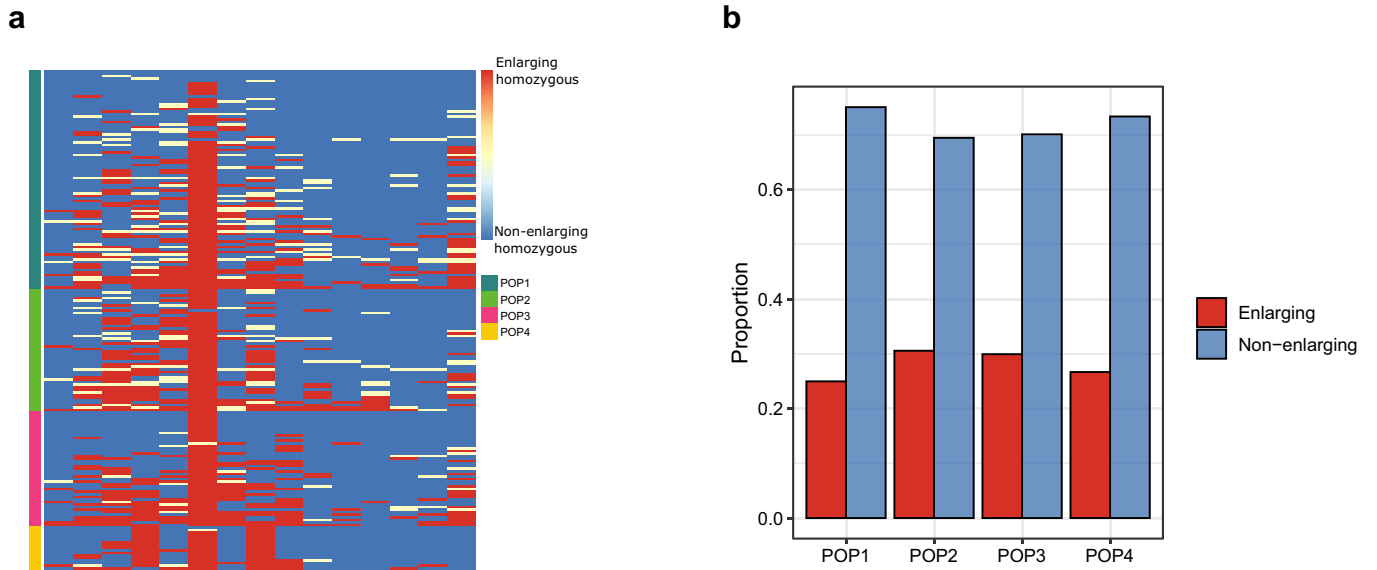 a
Enlarging
homozygous
Non-enlarging
homozygous
POP1
POP2
POP3
POP4
b
Proportion
0.6
0.4
0.2
0.0
POP1 POP2 POP3 POP4
Enlarging
Non−enlarging